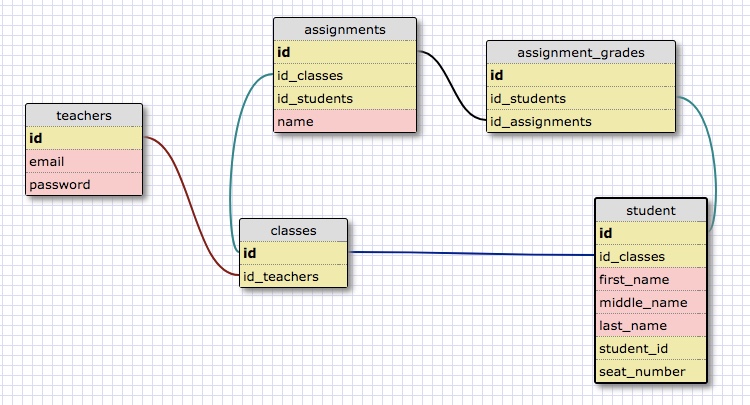 assignments
id
id_classes
id_students
name
assignment_grades
id
id_students
id_assignments
teachers
id
email
password
classes
id
id_teachers
student
id
id_classes
first_name
middle_name
last_name
student_id
seat_number